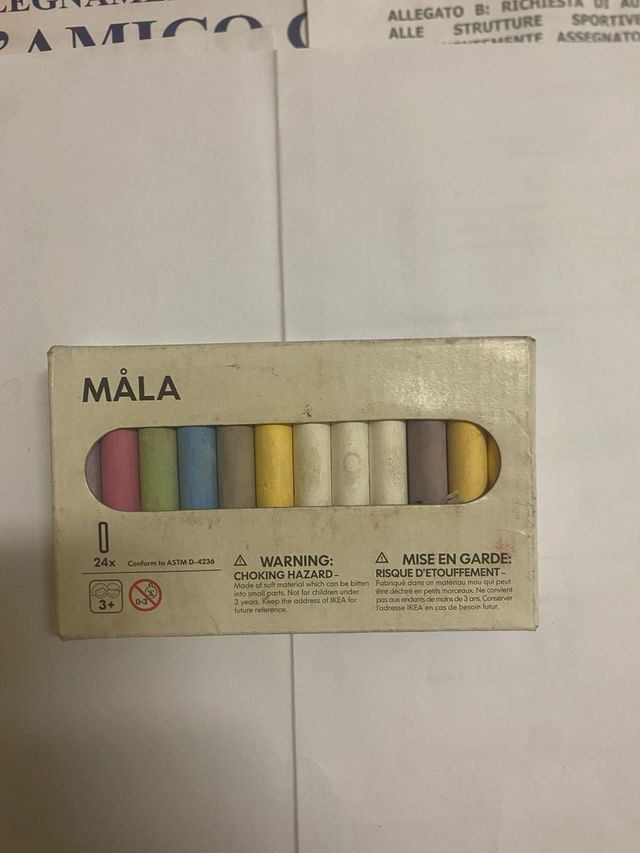 ALLEGATO B: RICHIESTA DI
ALLE STRUTTURE SPORTIVE
ASSEGNATO
L'AMICO
MÅLA
24x
Conform to ASTM D-4236
3+
0-3
WARNING:
CHOKING HAZARD –
Made of soft material which can be bitten
into small parts. Not for children under
3 years. Keep the address of IKEA for
future reference.
MISE EN GARDE:
RISQUE D'ETOUFFEMENT –
Fabriqué dans un matériau mou qui peut
être déchiré en petits morceaux. Ne convient
pas aux enfants de moins de 3 ans. Conserver
l'adresse IKEA en cas de besoin futur.